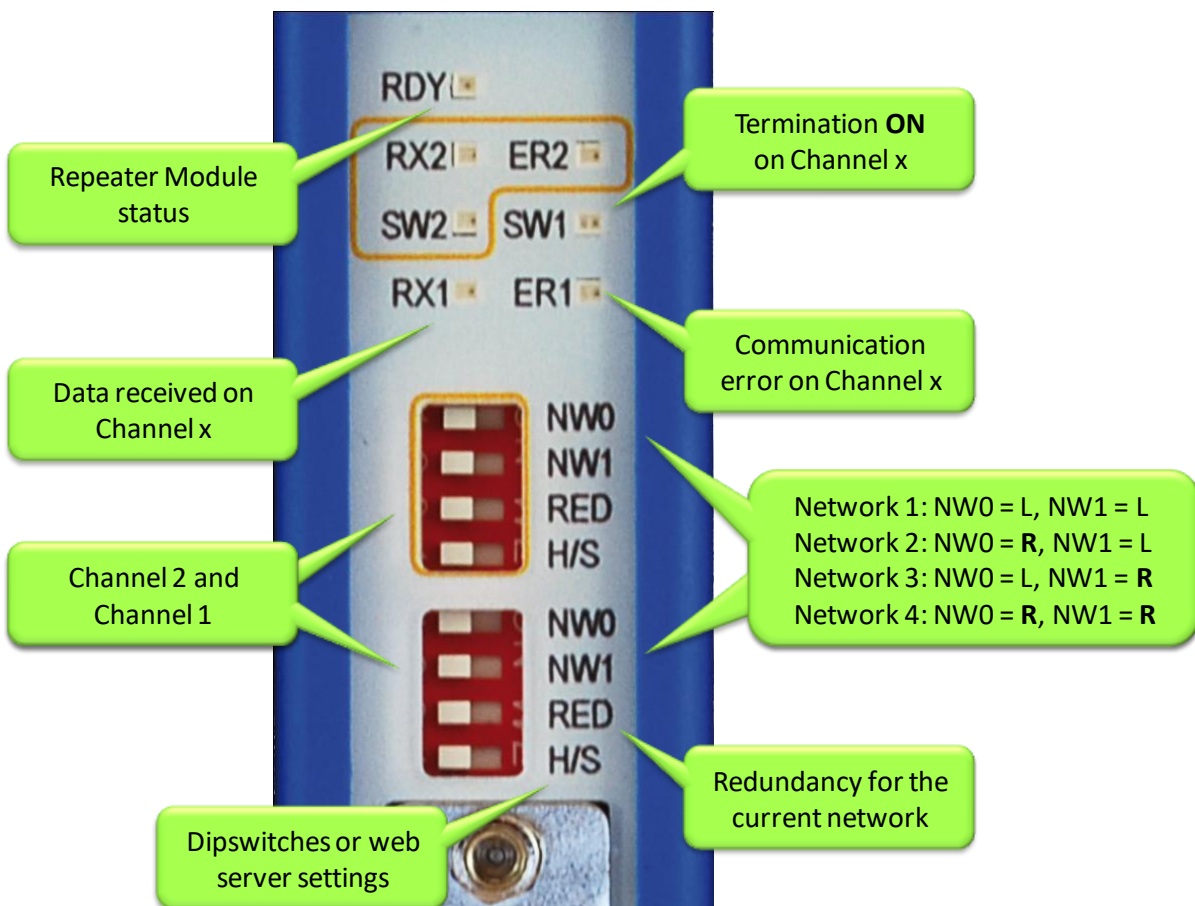 RDY
Termination ON
on Channel x
RX2 ER2
Repeater Module
status
SW2 SW1
RX1 ER1
Communication
error on Channel x
Data received on
Channel x
NW0
NW1
RED
H/S
Network 1: NW0 = L, NW1 = L
Network 2: NW0 = R, NW1 = L
Network 3: NW0 = L, NW1 = R
Network 4: NW0 = R, NW1 = R
Channel 2 and
Channel 1
NW0
NW1
RED
H/S
Redundancy for the
current network
Dipswitches or web
server settings